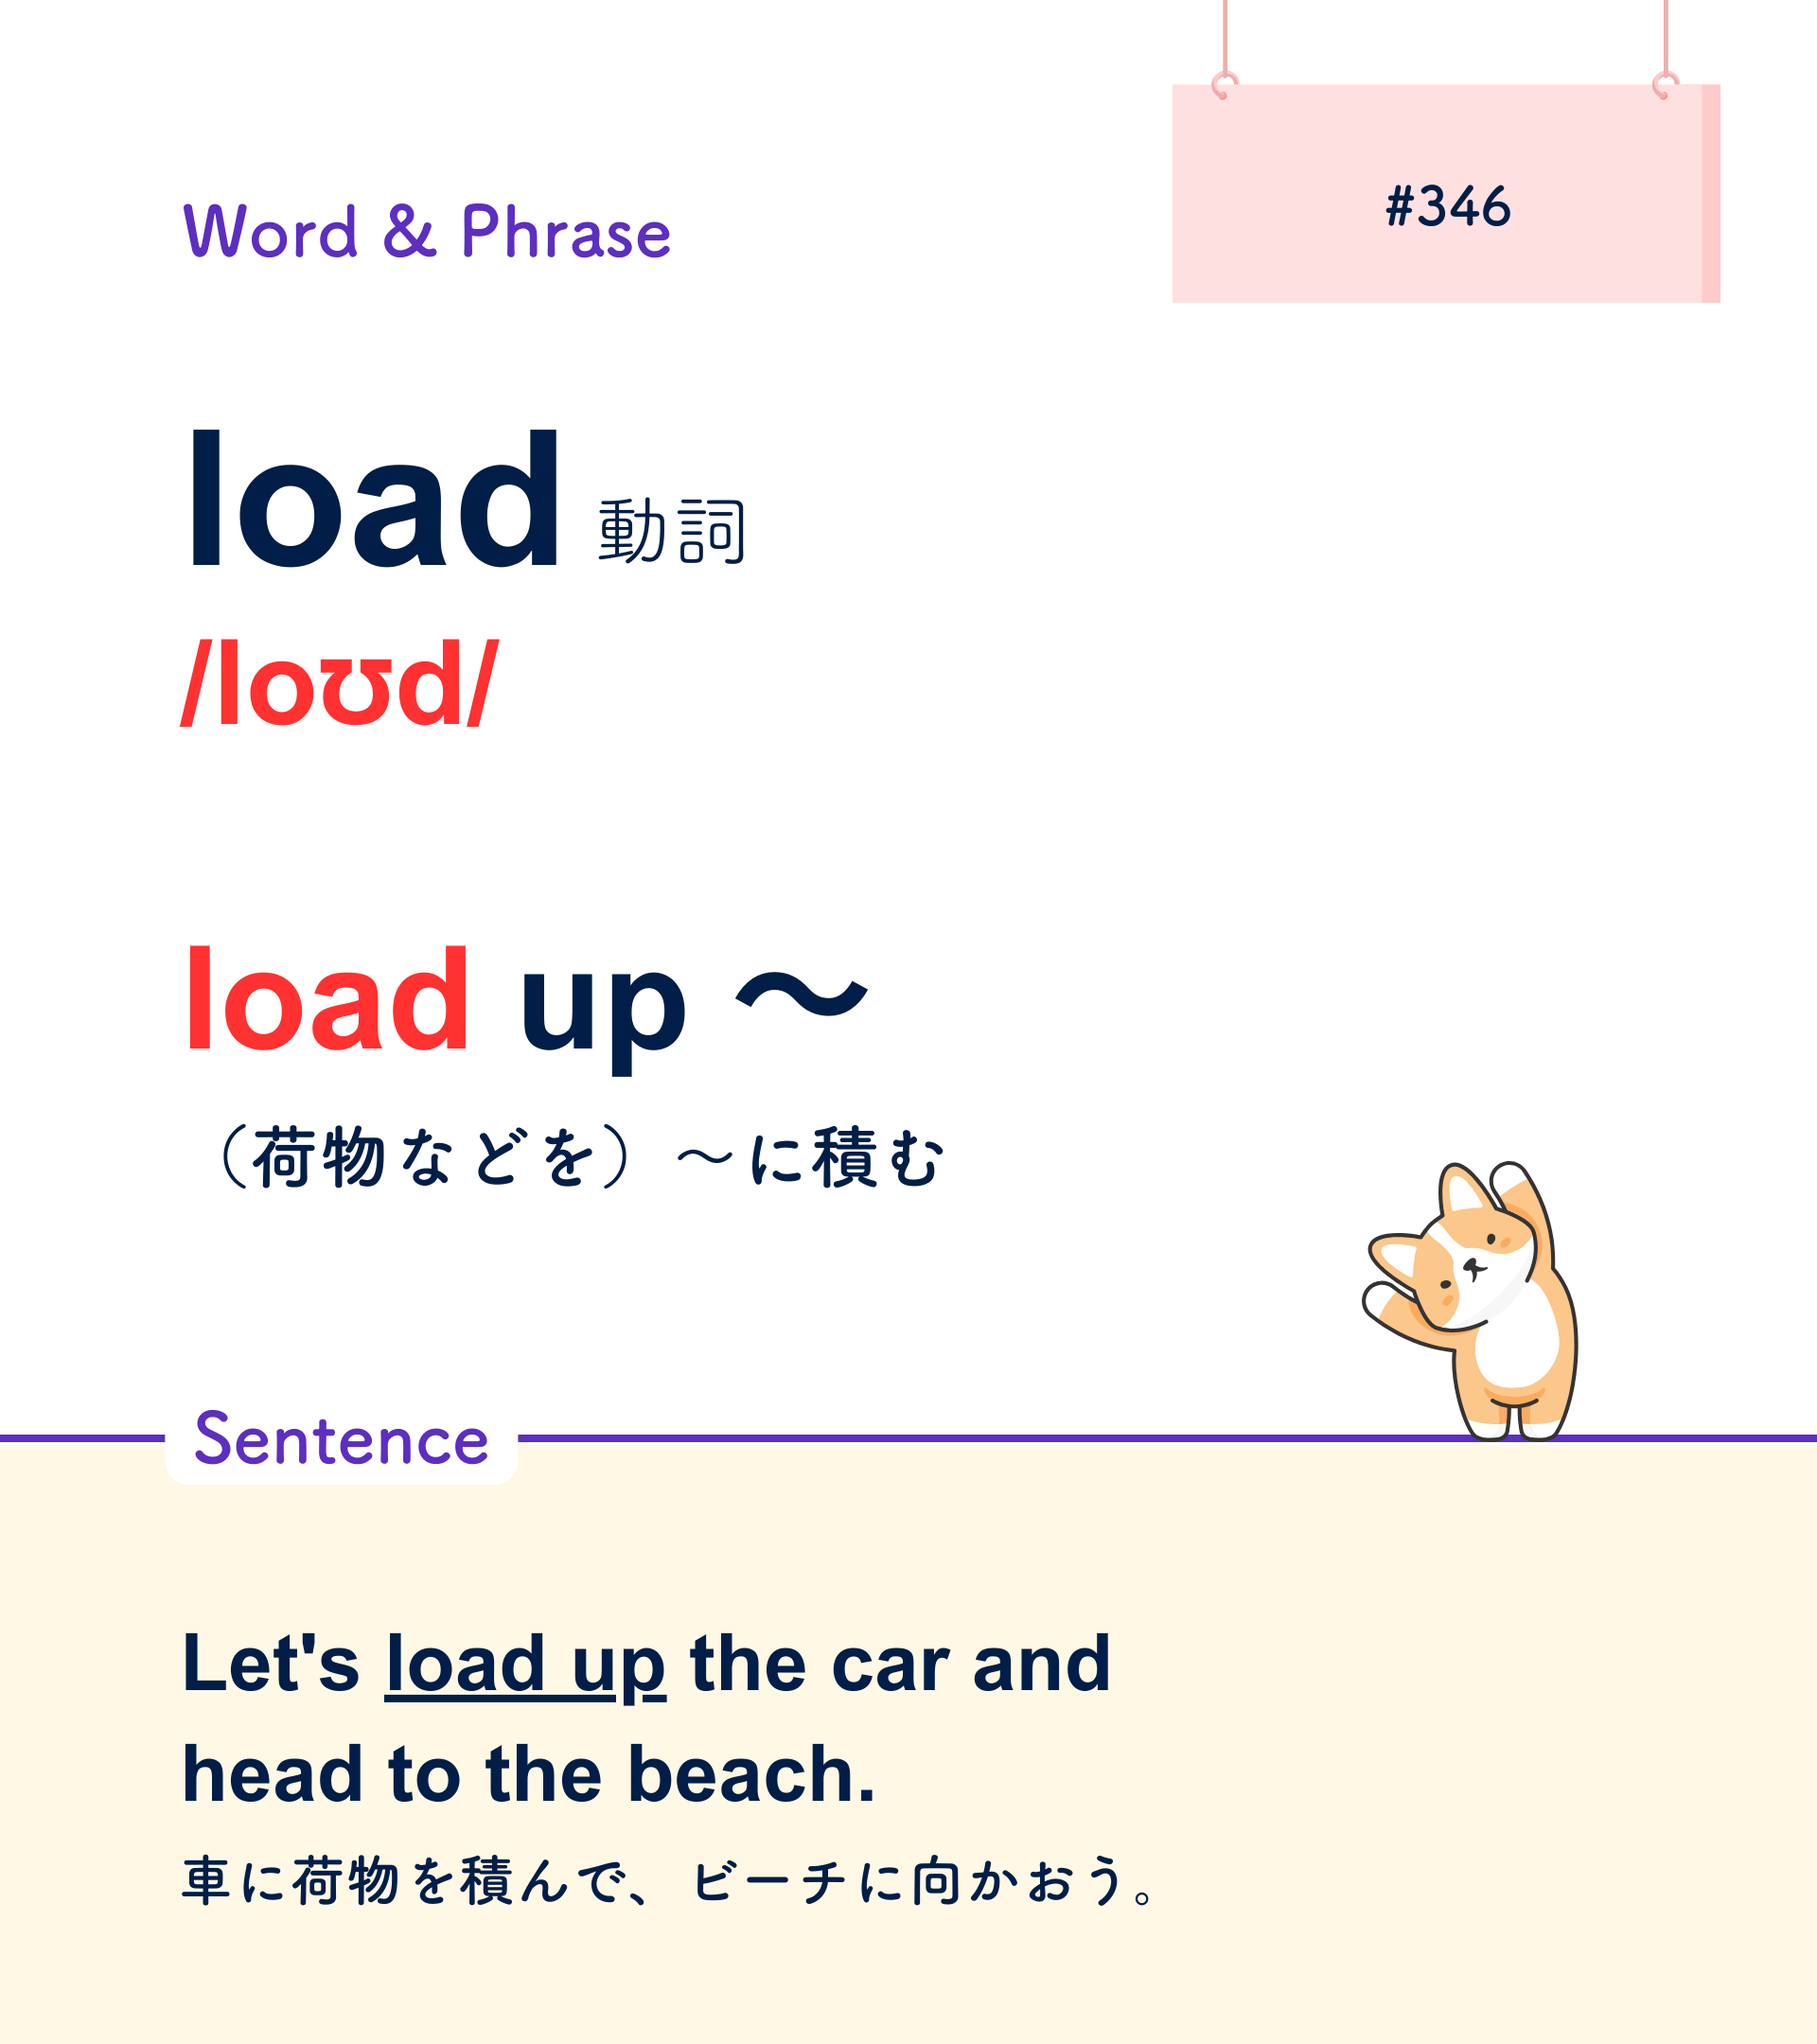 #346
Word & Phrase
load 動詞
/loʊd/
load up 〜
（荷物などを）〜に積む
Sentence
Let's load up the car and
head to the beach.
車に荷物を積んで、ビーチに向かおう。